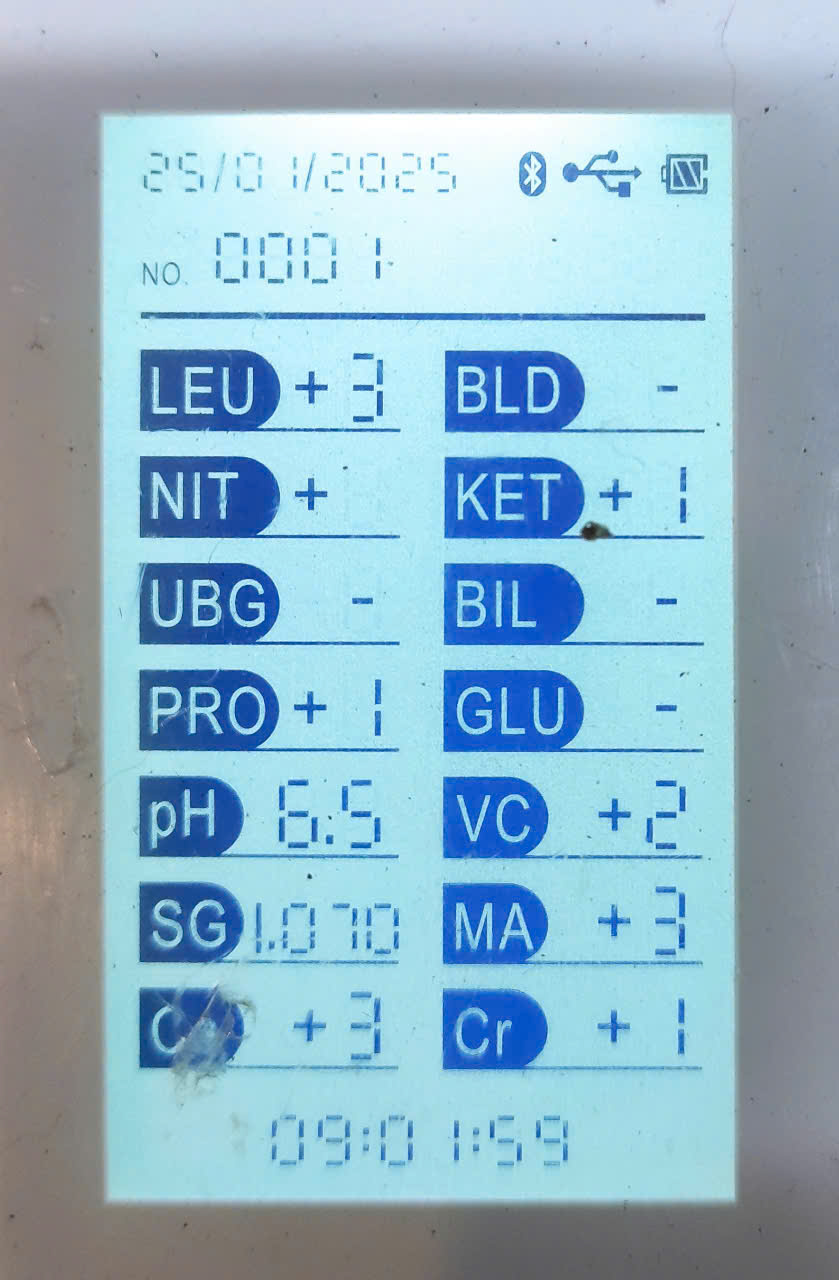 25/01/2025
NO. 0001
LEU + 3 BLD -
NIT + KET + 1
UBG - BIL -
PRO + 1 GLU -
pH 6.5 VC + 2
SG 1.070 MA + 3
+ 3 Cr + 1
09:01:59